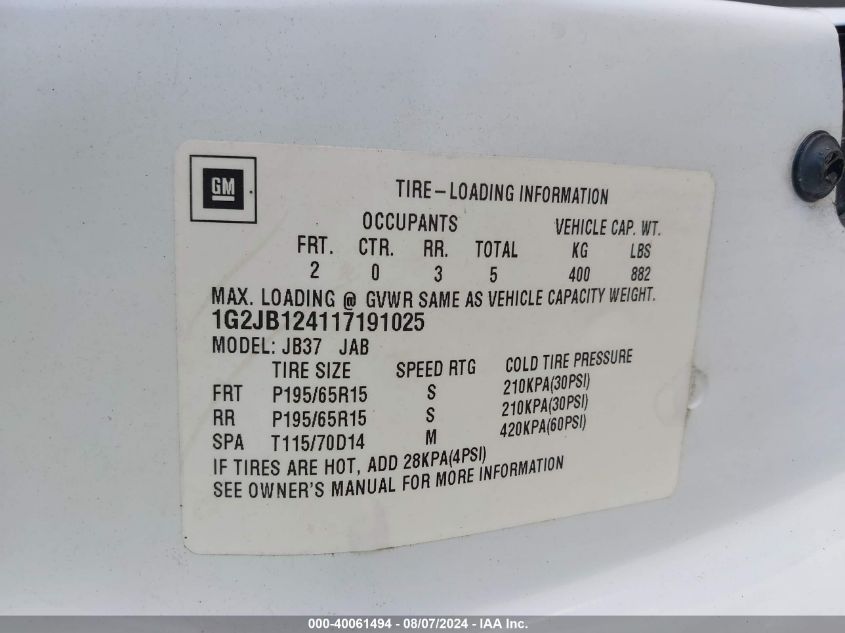 GM
TIRE-LOADING INFORMATION
OCCUPANTS VEHICLE CAP. WT.
FRT. CTR. RR. TOTAL KG LBS
2 0 3 5 400 882
MAX. LOADING @ GVWR SAME AS VEHICLE CAPACITY WEIGHT.
1G2JB124117191025
MODEL: JB37 JAB
TIRE SIZE SPEED RTG COLD TIRE PRESSURE
FRT P195/65R15 S 210KPA(30PSI)
RR P195/65R15 S 210KPA(30PSI)
SPA T115/70D14 M 420KPA(60PSI)
IF TIRES ARE HOT, ADD 28KPA(4PSI)
SEE OWNER'S MANUAL FOR MORE INFORMATION
000-40061494 - 08/07/2024 - IAA Inc.